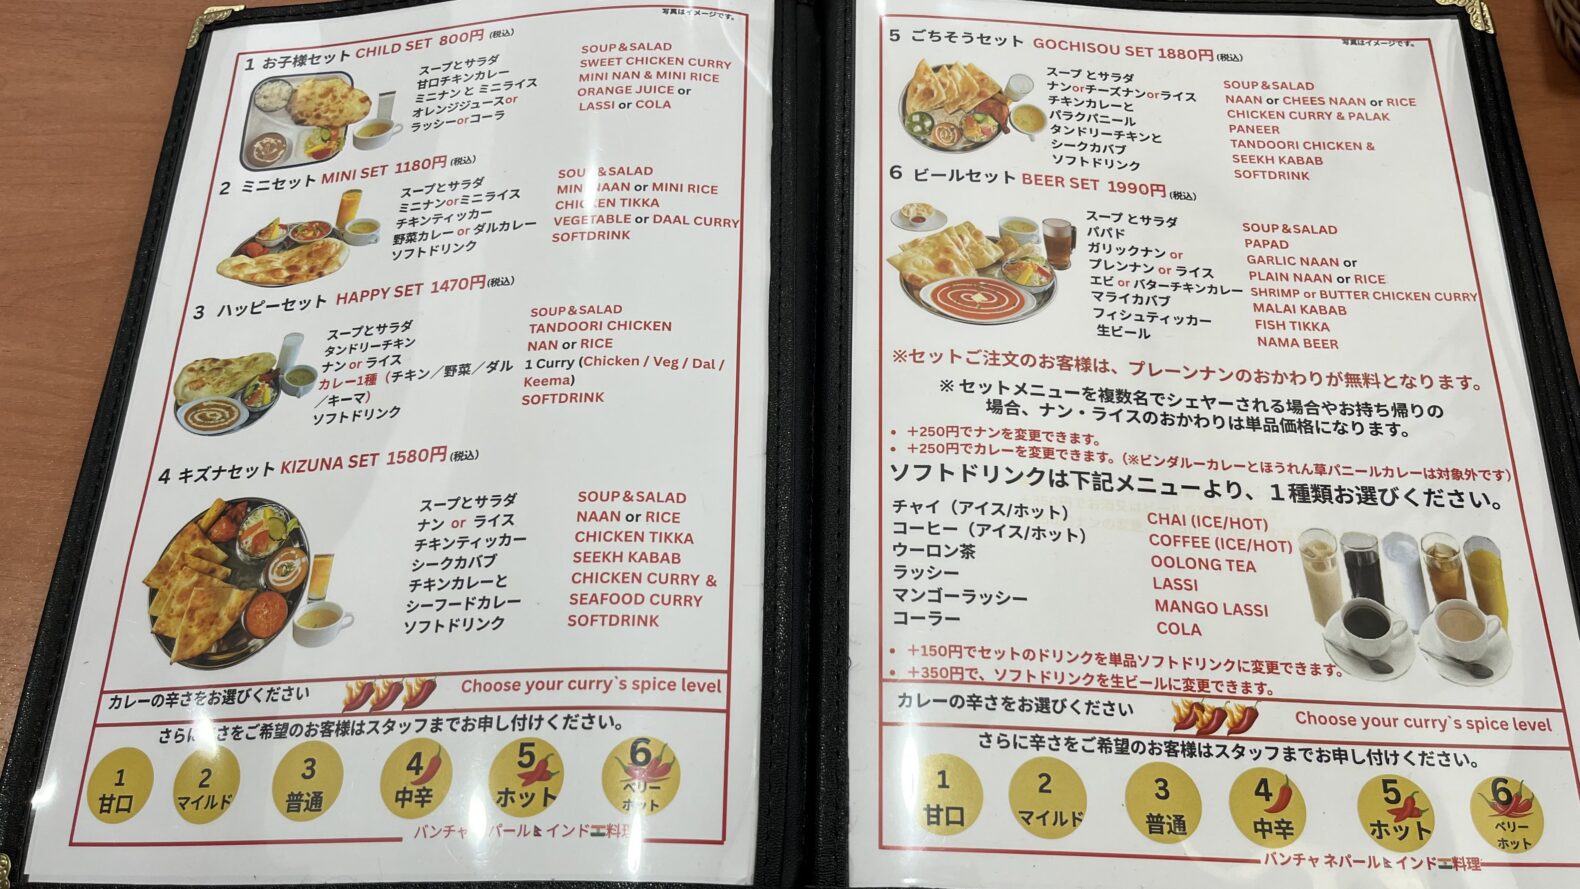 写真はイメージです。
1 お子様セット CHILD SET 800円(税込)
スープとサラダ
甘口チキンカレー
ミニナン と ミニライス
オレンジジュースor
ラッシーorコーラ
SOUP&SALAD
SWEET CHICKEN CURRY
MINI NAN & MINI RICE
ORANGE JUICE or
LASSI or COLA
2 ミニセット MINI SET 1180円(税込)
スープとサラダ
ミニナンorミニライス
チキンティッカー
野菜カレー or ダルカレー
ソフトドリンク
SOUP&SALAD
MINI NAAN or MINI RICE
CHICKEN TIKKA
VEGETABLE or DAAL CURRY
SOFTDRINK
3 ハッピーセット HAPPY SET 1470円(税込)
スープとサラダ
タンドリーチキン
ナン or ライス
カレー1種（チキン／野菜／ダル
／キーマ）
ソフトドリンク
SOUP&SALAD
TANDOORI CHICKEN
NAN or RICE
1 Curry (Chicken / Veg / Dal /
Keema)
SOFTDRINK
4 キズナセット KIZUNA SET 1580円(税込)
スープとサラダ
ナン or ライス
チキンティッカー
シークカバブ
チキンカレーと
シーフードカレー
ソフトドリンク
SOUP&SALAD
NAAN or RICE
CHICKEN TIKKA
SEEKH KABAB
CHICKEN CURRY &
SEAFOOD CURRY
SOFTDRINK
カレーの辛さをお選びください
Choose your curry`s spice level
さらに辛さをご希望のお客様はスタッフまでお申し付けください。
1 甘口
2 マイルド
3 普通
4 中辛
5 ホット
6 ベリーホット
バンチャ ネパール インド 料理
写真はイメージです。
5 ごちそうセット GOCHISOU SET 1880円(税込)
スープ とサラダ
ナンorチーズナンorライス
チキンカレーと
パラクパニール
タンドリーチキンと
シークカバブ
ソフトドリンク
SOUP&SALAD
NAAN or CHEES NAAN or RICE
CHICKEN CURRY & PALAK
PANEER
TANDOORI CHICKEN &
SEEKH KABAB
SOFTDRINK
6 ビールセット BEER SET 1990円(税込)
スープ とサラダ
パパド
ガリックナン or
プレンナン or ライス
エビ or バターチキンカレー
マライカバブ
フィシュティッカー
生ビール
SOUP&SALAD
PAPAD
GARLIC NAAN or
PLAIN NAAN or RICE
SHRIMP or BUTTER CHICKEN CURRY
MALAI KABAB
FISH TIKKA
NAMA BEER
※セットご注文のお客様は、プレーンナンのおかわりが無料となります。
※ セットメニューを複数名でシェヤーされる場合やお持ち帰りの
場合、ナン・ライスのおかわりは単品価格になります。
• ＋250円でナンを変更できます。
• ＋250円でカレーを変更できます。(※ビンダルーカレーとほうれん草パニールカレーは対象外です)
ソフトドリンクは下記メニューより、１種類お選びください。
チャイ（アイス/ホット）
コーヒー（アイス/ホット）
ウーロン茶
ラッシー
マンゴーラッシー
コーラー
CHAI (ICE/HOT)
COFFEE (ICE/HOT)
OOLONG TEA
LASSI
MANGO LASSI
COLA
• ＋150円でセットのドリンクを単品ソフトドリンクに変更できます。
• ＋350円で、ソフトドリンクを生ビールに変更できます。
カレーの辛さをお選びください
Choose your curry`s spice level
さらに辛さをご希望のお客様はスタッフまでお申し付けください。
1 甘口
2 マイルド
3 普通
4 中辛
5 ホット
6 ベリーホット
バンチャ ネパール インド 料理